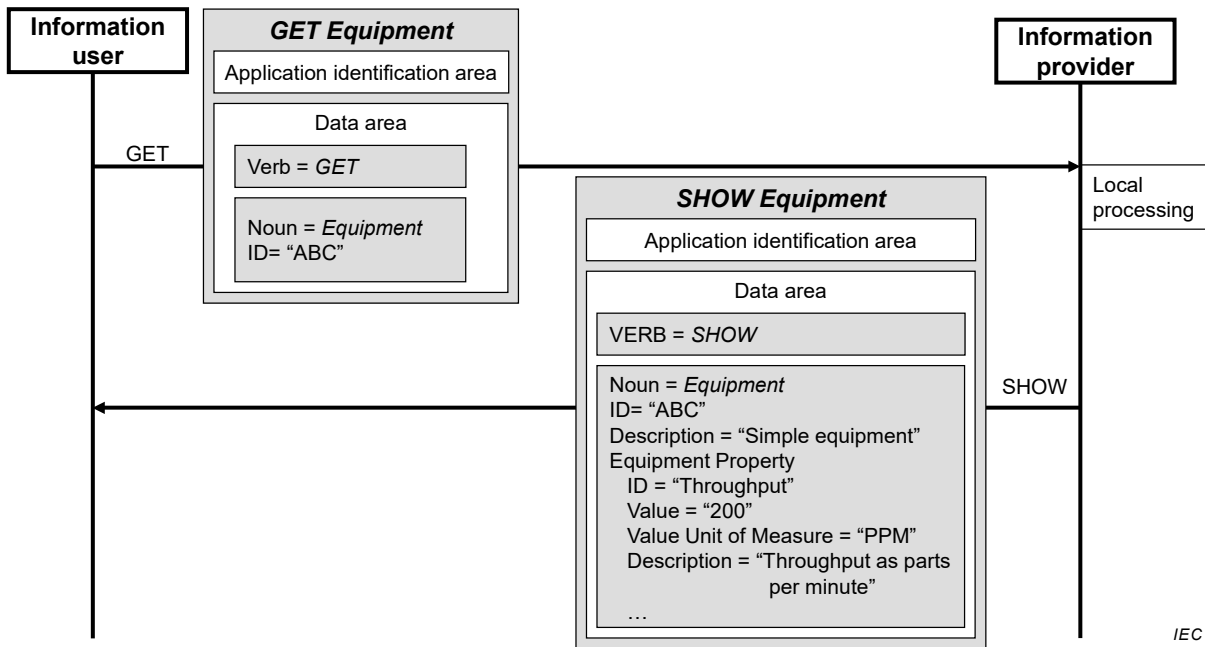 Information
user
GET Equipment
Application identification area
Data area
Verb = GET
Noun = Equipment
ID= “ABC”
GET
Information
provider
Local
processing
SHOW Equipment
Application identification area
Data area
VERB = SHOW
Noun = Equipment
ID= “ABC”
Description = “Simple equipment”
Equipment Property
ID = “Throughput”
Value = “200”
Value Unit of Measure = “PPM”
Description = “Throughput as parts
per minute”
…
SHOW
IEC